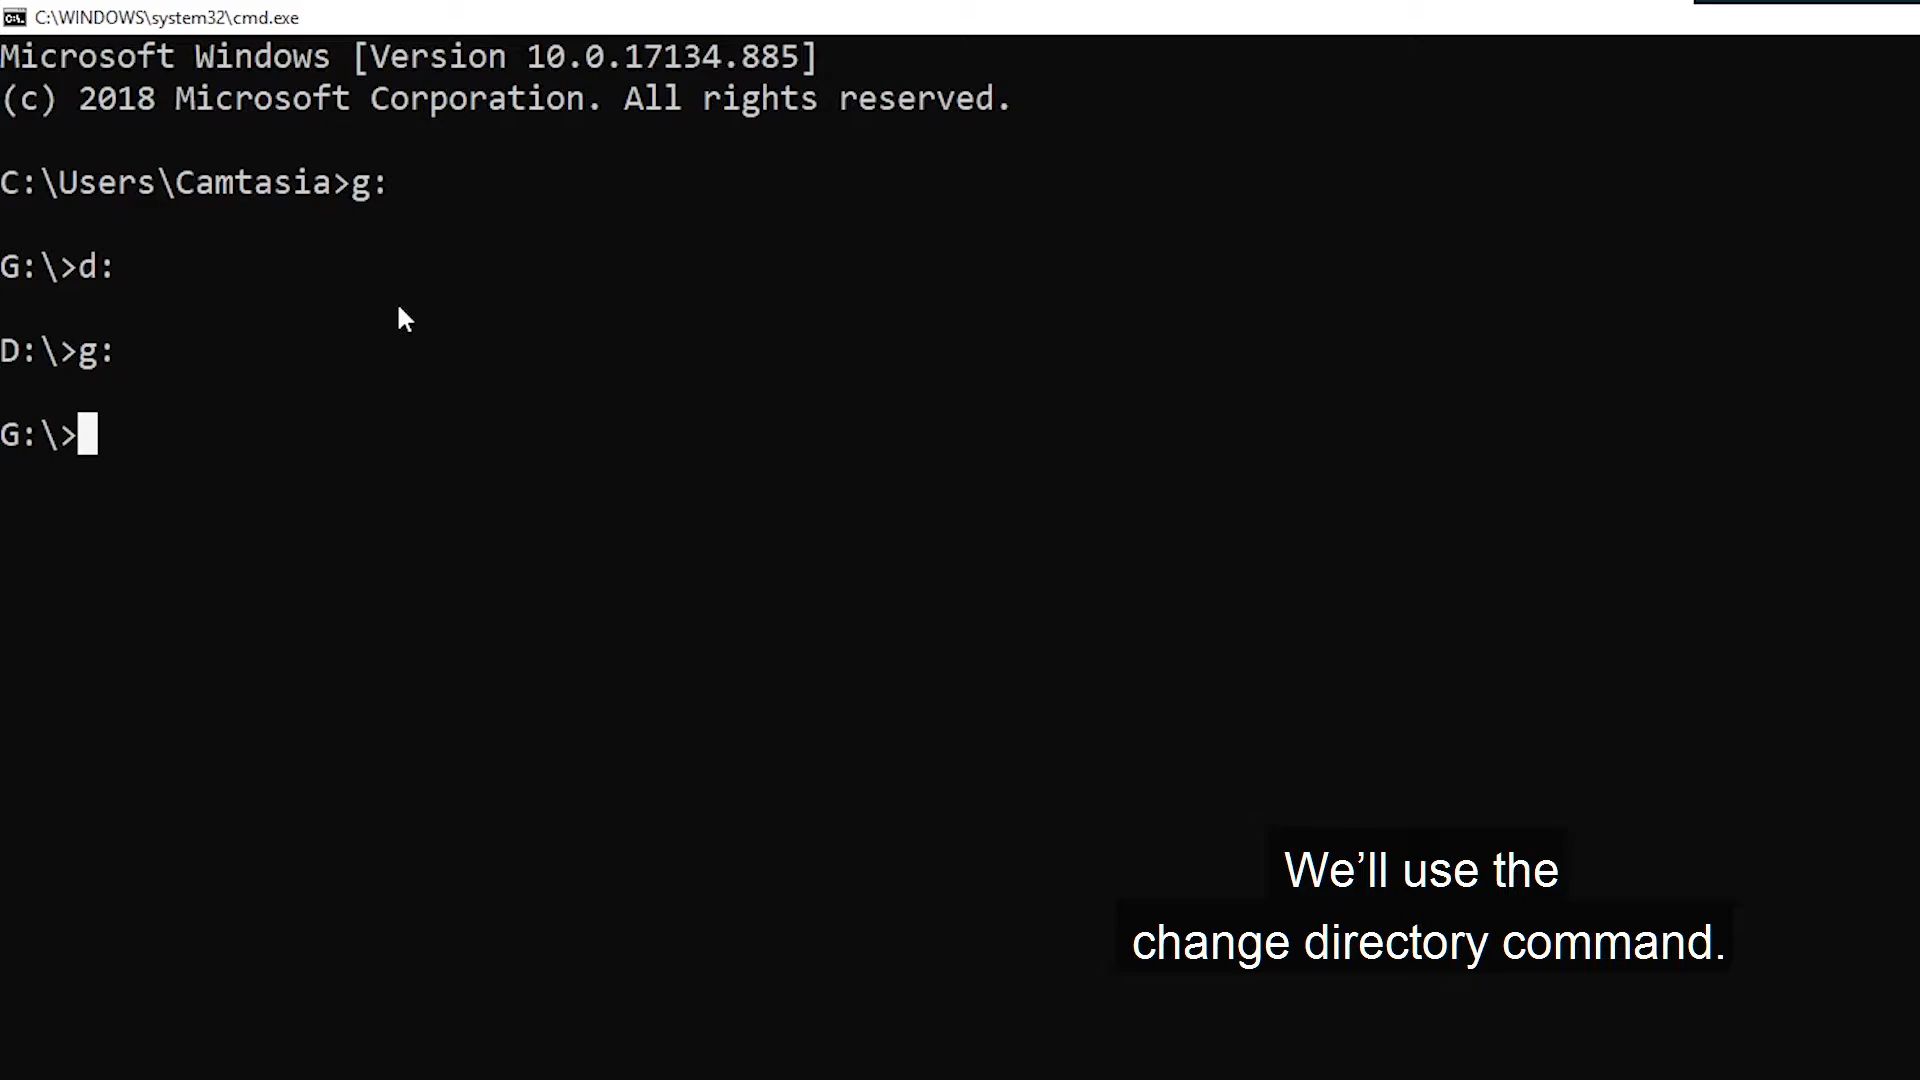 C:\WINDOWS\system32\cmd.exe
Microsoft Windows [Version 10.0.17134.885]
(c) 2018 Microsoft Corporation. All rights reserved.
C:\Users\Camtasia>g:
G:\>d:
D:\>g:
G:\>
We’ll use the
change directory command.